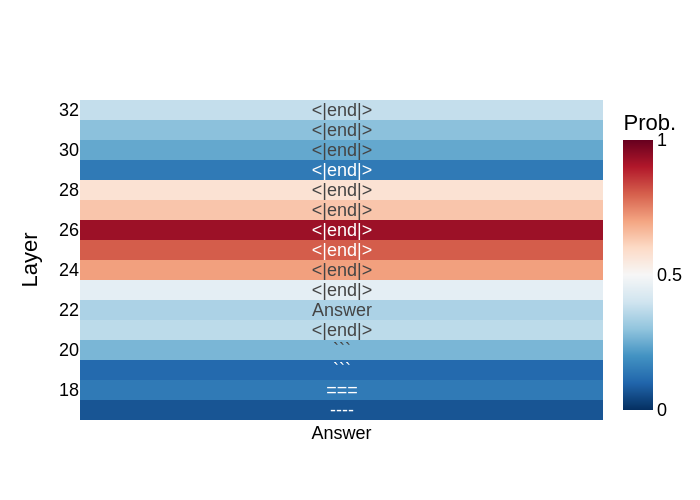 Prob.
32 <|end|> 1
<|end|>
30 <|end|>
<|end|>
28 <|end|>
<|end|>
26 <|end|>
<|end|>
24 <|end|> 0.5
<|end|>
22 Answer
<|end|>
20 ```
```
18 ===
---- 0
Answer
Layer